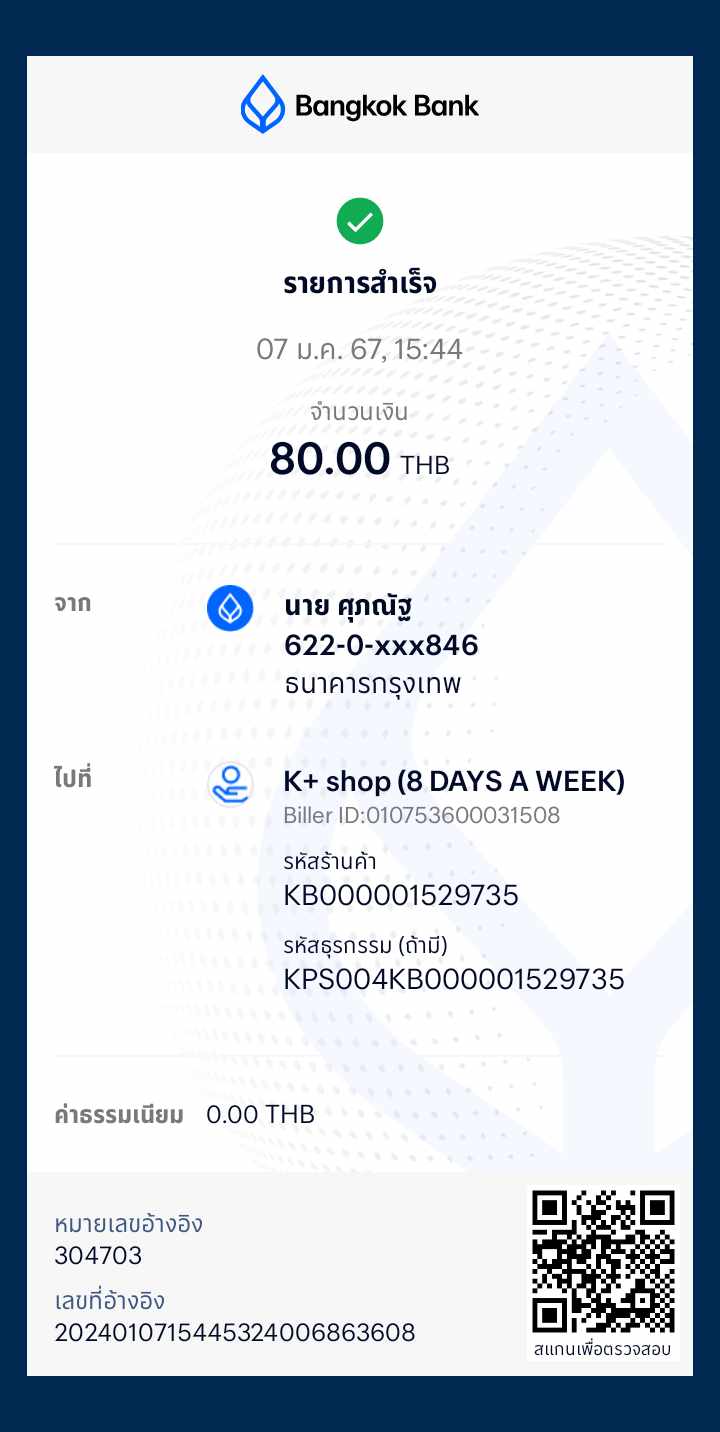 Bangkok Bank
รายการสำเร็จ
07 ม.ค. 67, 15:44
จำนวนเงิน
80.00 THB
จาก
นาย ศุภณัฐ
622-0-xxx846
ธนาคารกรุงเทพ
ไปที่
K+ shop (8 DAYS A WEEK)
Biller ID:010753600031508
รหัสร้านค้า
KB000001529735
รหัสธุรกรรม (ถ้ามี)
KPS004KB000001529735
ค่าธรรมเนียม 0.00 THB
หมายเลขอ้างอิง
304703
เลขที่อ้างอิง
2024010715445324006863608
สแกนเพื่อตรวจสอบ